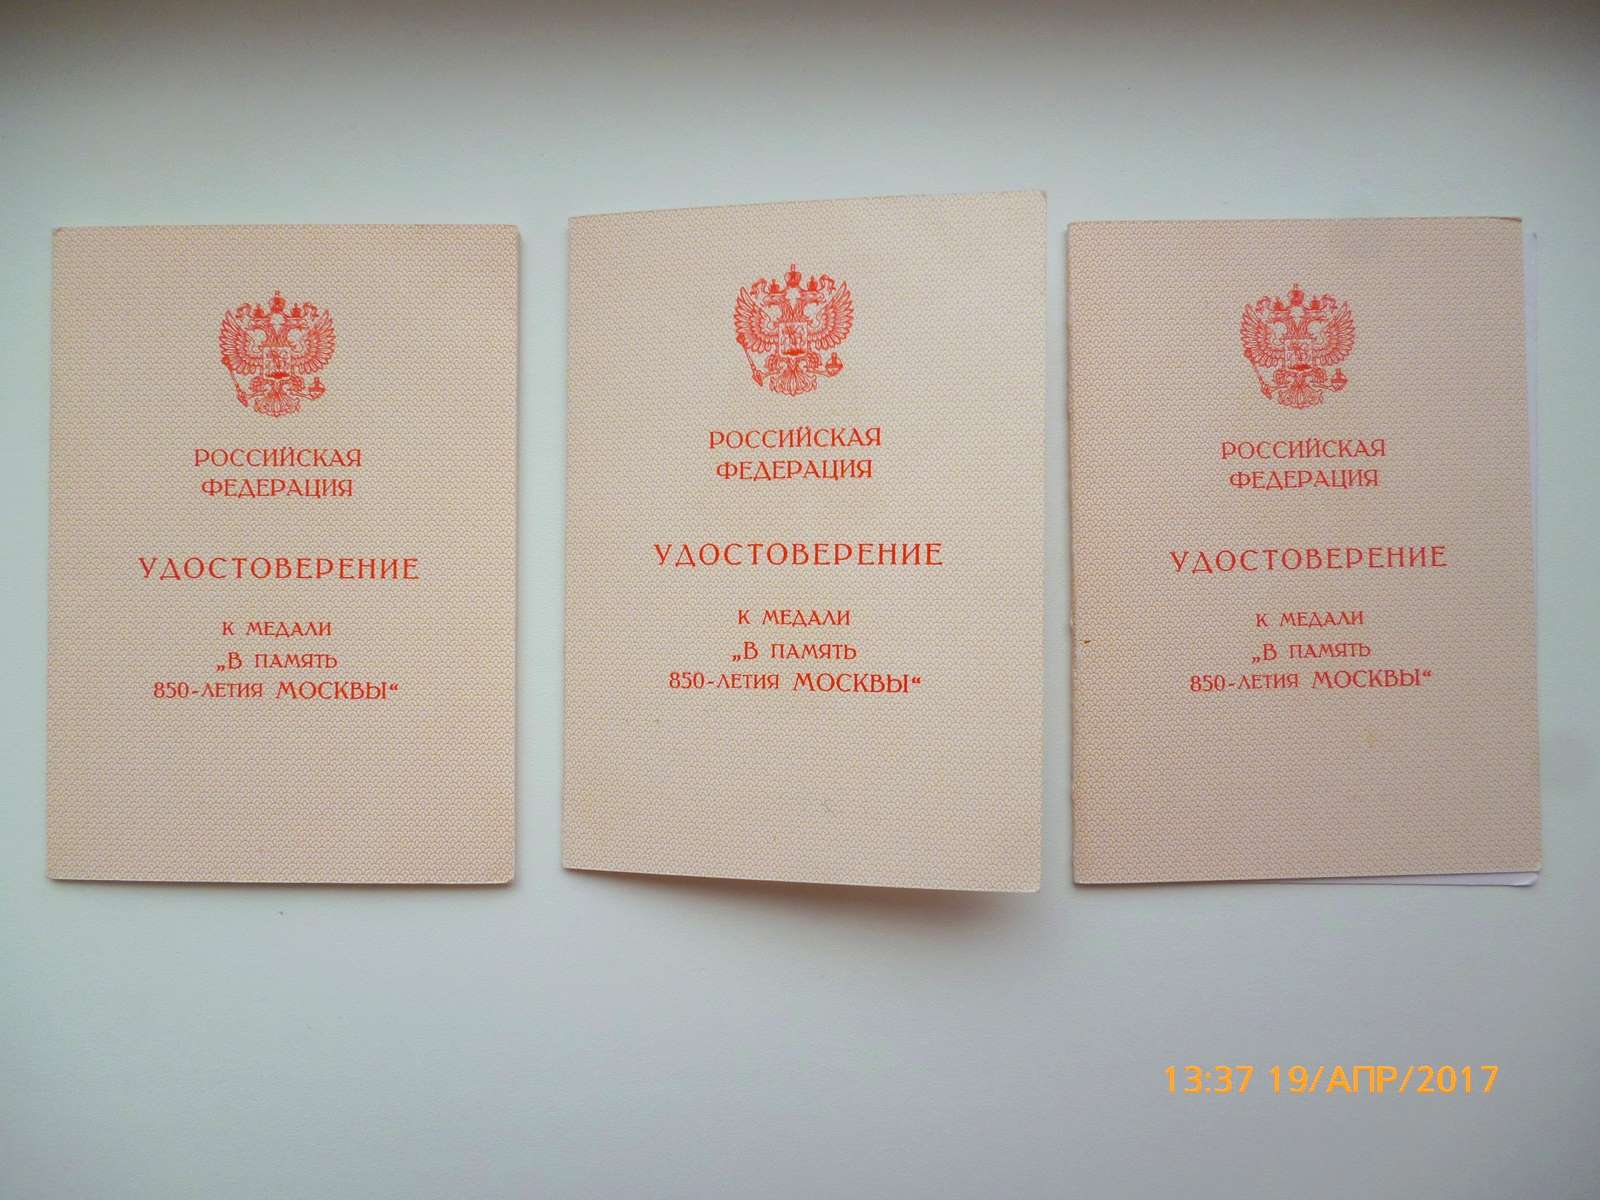 РОССИЙСКАЯ
ФЕДЕРАЦИЯ
УДОСТОВЕРЕНИЕ
К МЕДАЛИ
„В ПАМЯТЬ
850-ЛЕТИЯ МОСКВЫ“
РОССИЙСКАЯ
ФЕДЕРАЦИЯ
УДОСТОВЕРЕНИЕ
К МЕДАЛИ
„В ПАМЯТЬ
850-ЛЕТИЯ МОСКВЫ“
РОССИЙСКАЯ
ФЕДЕРАЦИЯ
УДОСТОВЕРЕНИЕ
К МЕДАЛИ
„В ПАМЯТЬ
850-ЛЕТИЯ МОСКВЫ“
13:37 19/АПР/2017